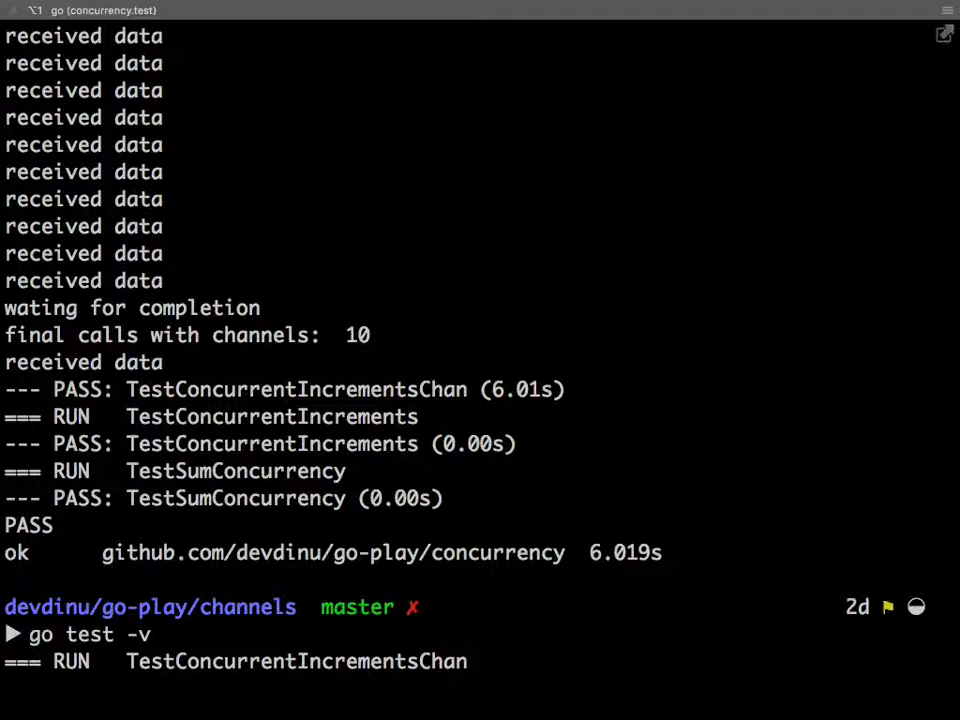 ⌥1 go (concurrency.test)
received data
received data
received data
received data
received data
received data
received data
received data
received data
received data
wating for completion
final calls with channels:  10
received data
--- PASS: TestConcurrentIncrementsChan (6.01s)
=== RUN   TestConcurrentIncrements
--- PASS: TestConcurrentIncrements (0.00s)
=== RUN   TestSumConcurrency
--- PASS: TestSumConcurrency (0.00s)
PASS
ok      github.com/devdinu/go-play/concurrency  6.019s
devdinu/go-play/channels  master ✗ 2d
▶ go test -v
=== RUN   TestConcurrentIncrementsChan